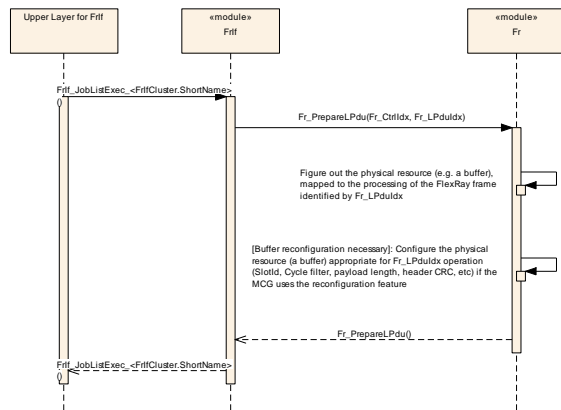 Upper Layer for FrIf
«module»
FrIf
«module»
Fr
FrIf_JobListExec_<FrIfCluster.ShortName>
()
Fr_PrepareLPdu(Fr_CtrlIdx, Fr_LPduIdx)
Figure out the physical resource (e.g. a buffer),
mapped to the processing of the FlexRay frame
identified by Fr_LPduIdx
[Buffer reconfiguration necessary]: Configure the physical
resource (a buffer) appropriate for Fr_LPduIdx operation
(SlotId, Cycle filter, payload length, header CRC, etc) if the
MCG uses the reconfiguration feature
Fr_PrepareLPdu()
FrIf_JobListExec_<FrIfCluster.ShortName>
()